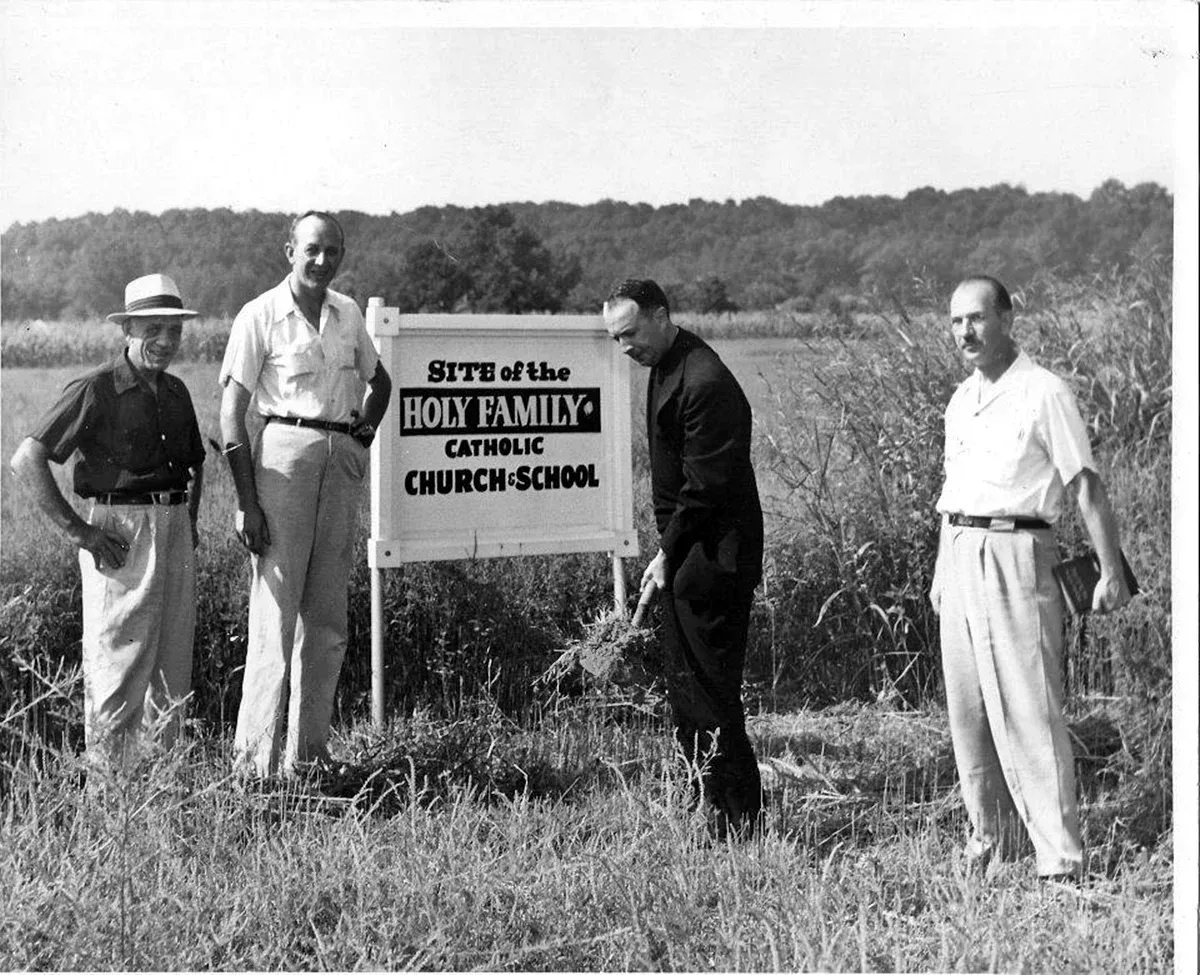 SITE of the
HOLY FAMILY
CATHOLIC
CHURCH & SCHOOL